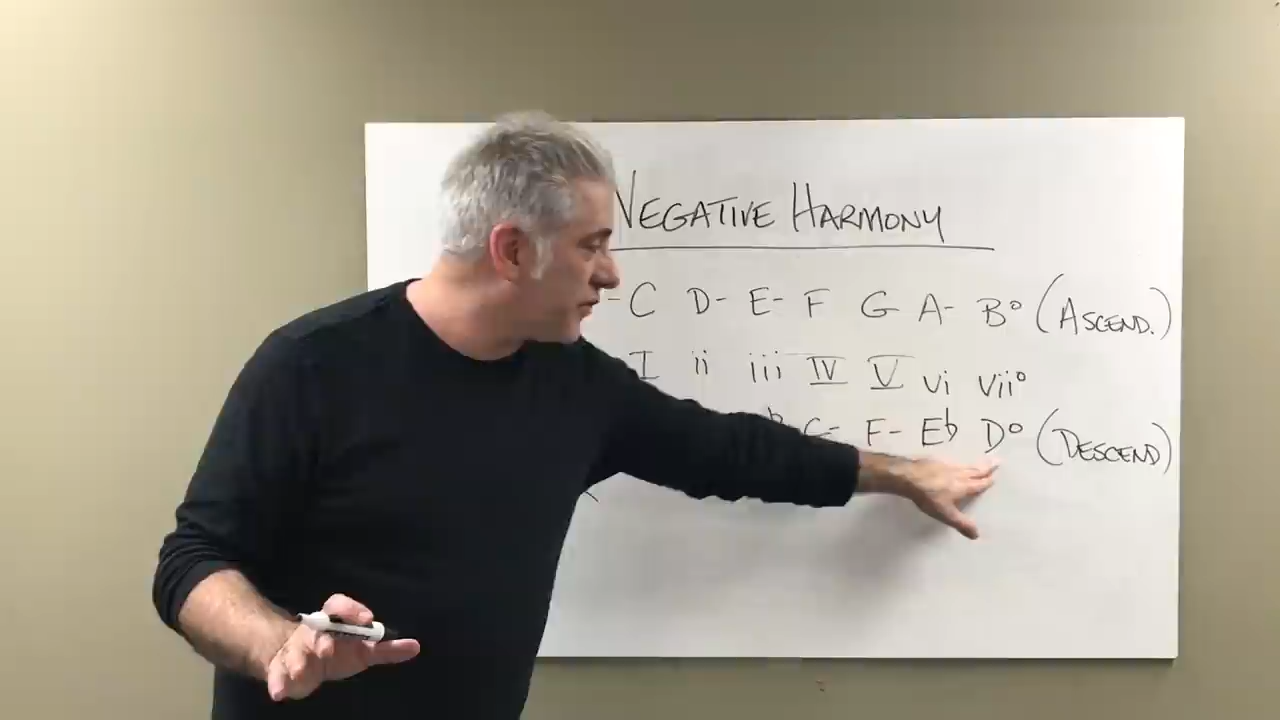 NEGATIVE HARMONY
- C D- E- F G A- B° (ASCEND.)
I ii iii IV V vi vii°
b C- F- Eb D° (DESCEND)